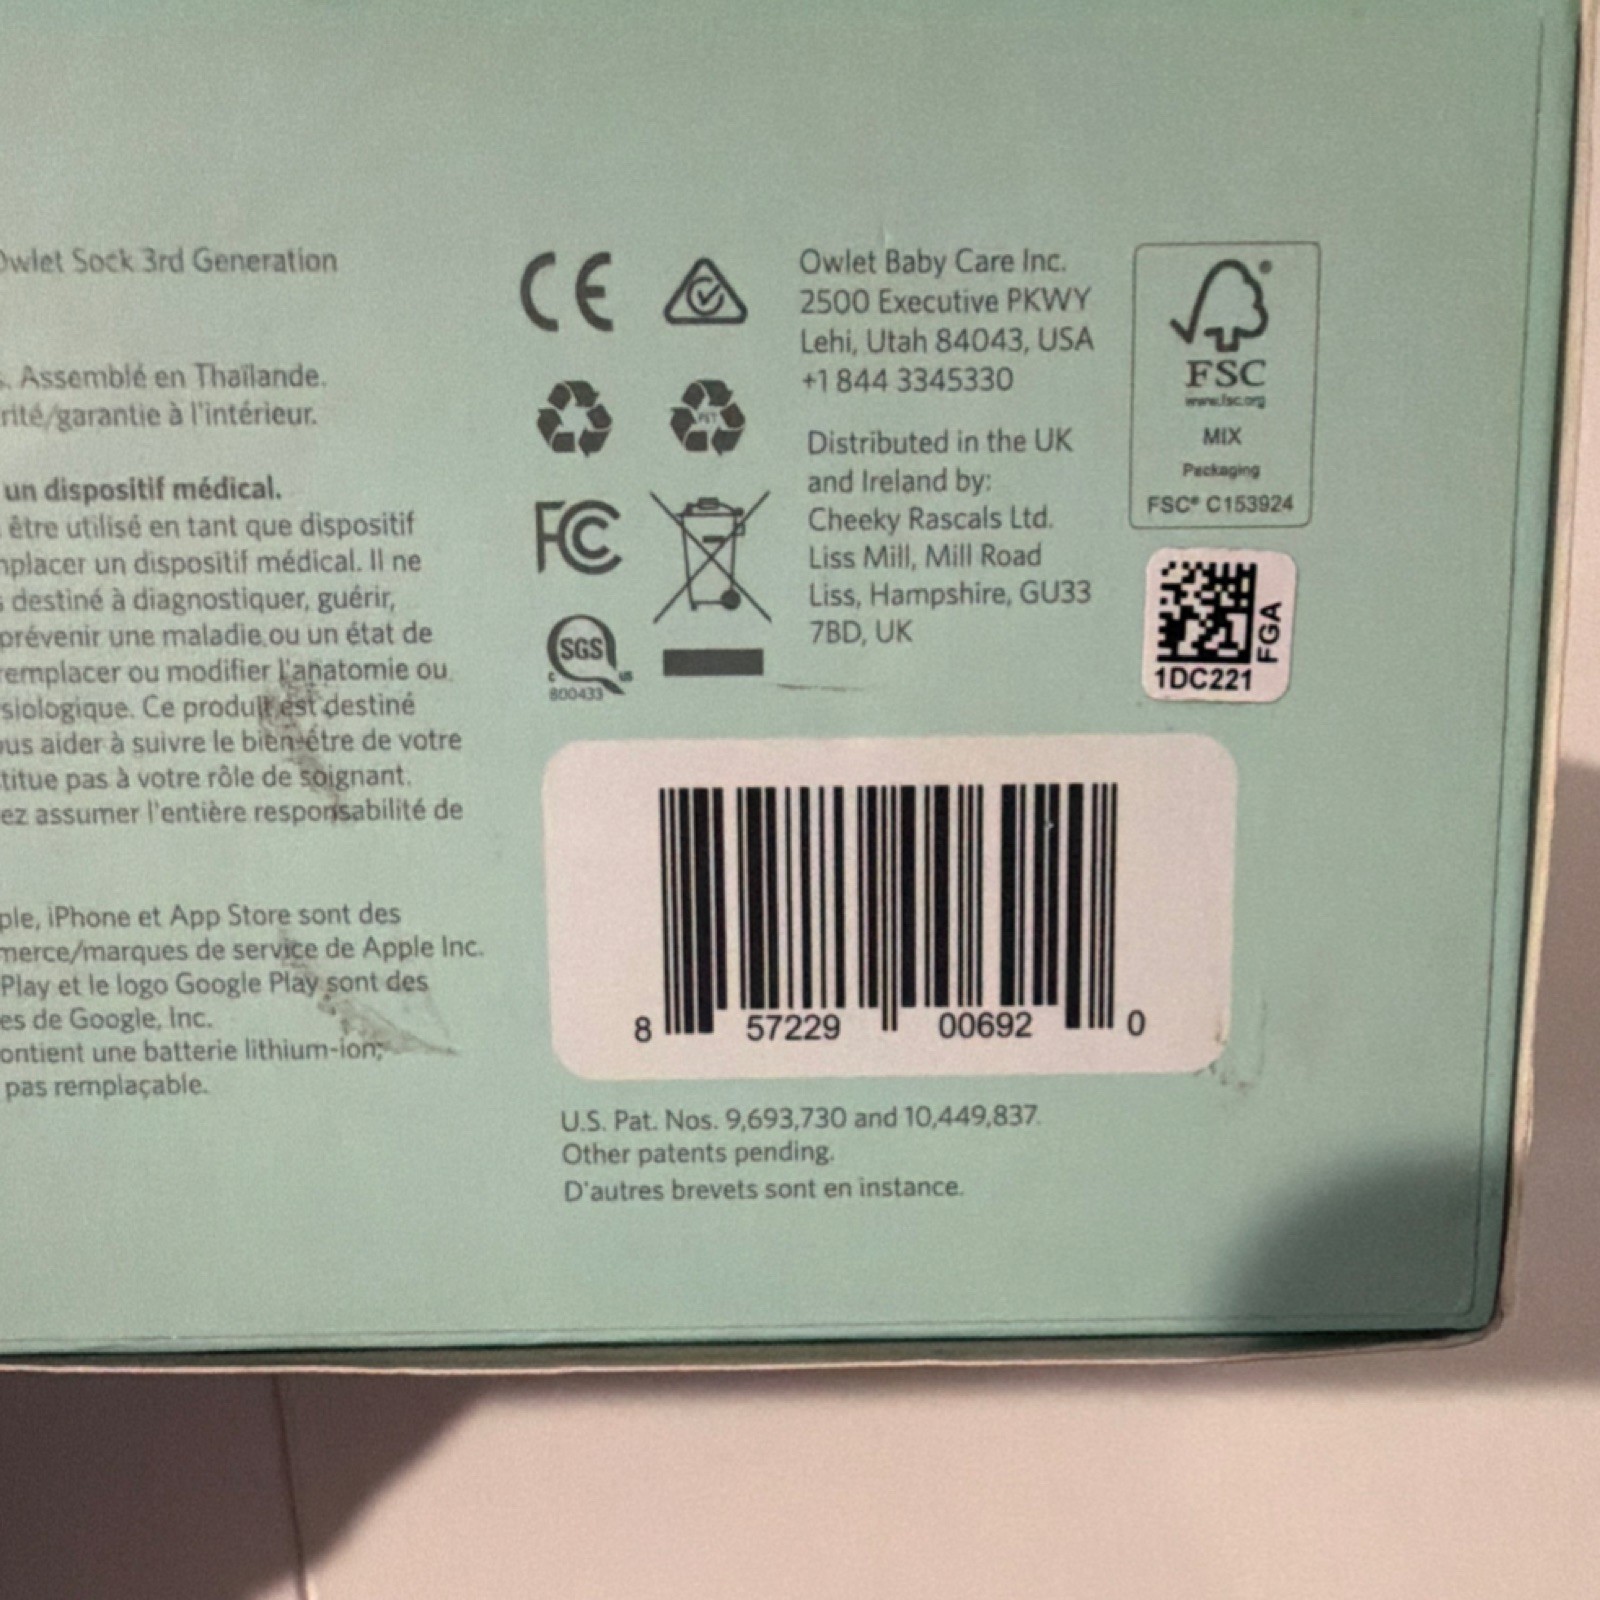 Owlet Sock 3rd Generation
Assemblé en Thaïlande.
garantie à l'intérieur.
un dispositif médical.
être utilisé en tant que dispositif
un dispositif médical. Il ne
destiné à diagnostiquer, guérir,
prévenir une maladie ou un état de
remplacer ou modifier l'anatomie ou
Ce produit est destiné
aider à suivre le bien-être de votre
pas à votre rôle de soignant.
assumer l'entière responsabilité de
iPhone et App Store sont des
marques de service de Apple Inc.
Play et le logo Google Play sont des
de Google, Inc.
une batterie lithium-ion;
pas remplaçable.
CE
PET
FC
SGS
c us
800433
Owlet Baby Care Inc.
2500 Executive PKWY
Lehi, Utah 84043, USA
+1 844 3345330
Distributed in the UK
and Ireland by:
Cheeky Rascals Ltd.
Liss Mill, Mill Road
Liss, Hampshire, GU33
7BD, UK
FSC
www.fsc.org
MIX
Packaging
FSC® C153924
FGA
1DC221
8 57229 00692 0
U.S. Pat. Nos. 9,693,730 and 10,449,837.
Other patents pending.
D'autres brevets sont en instance.